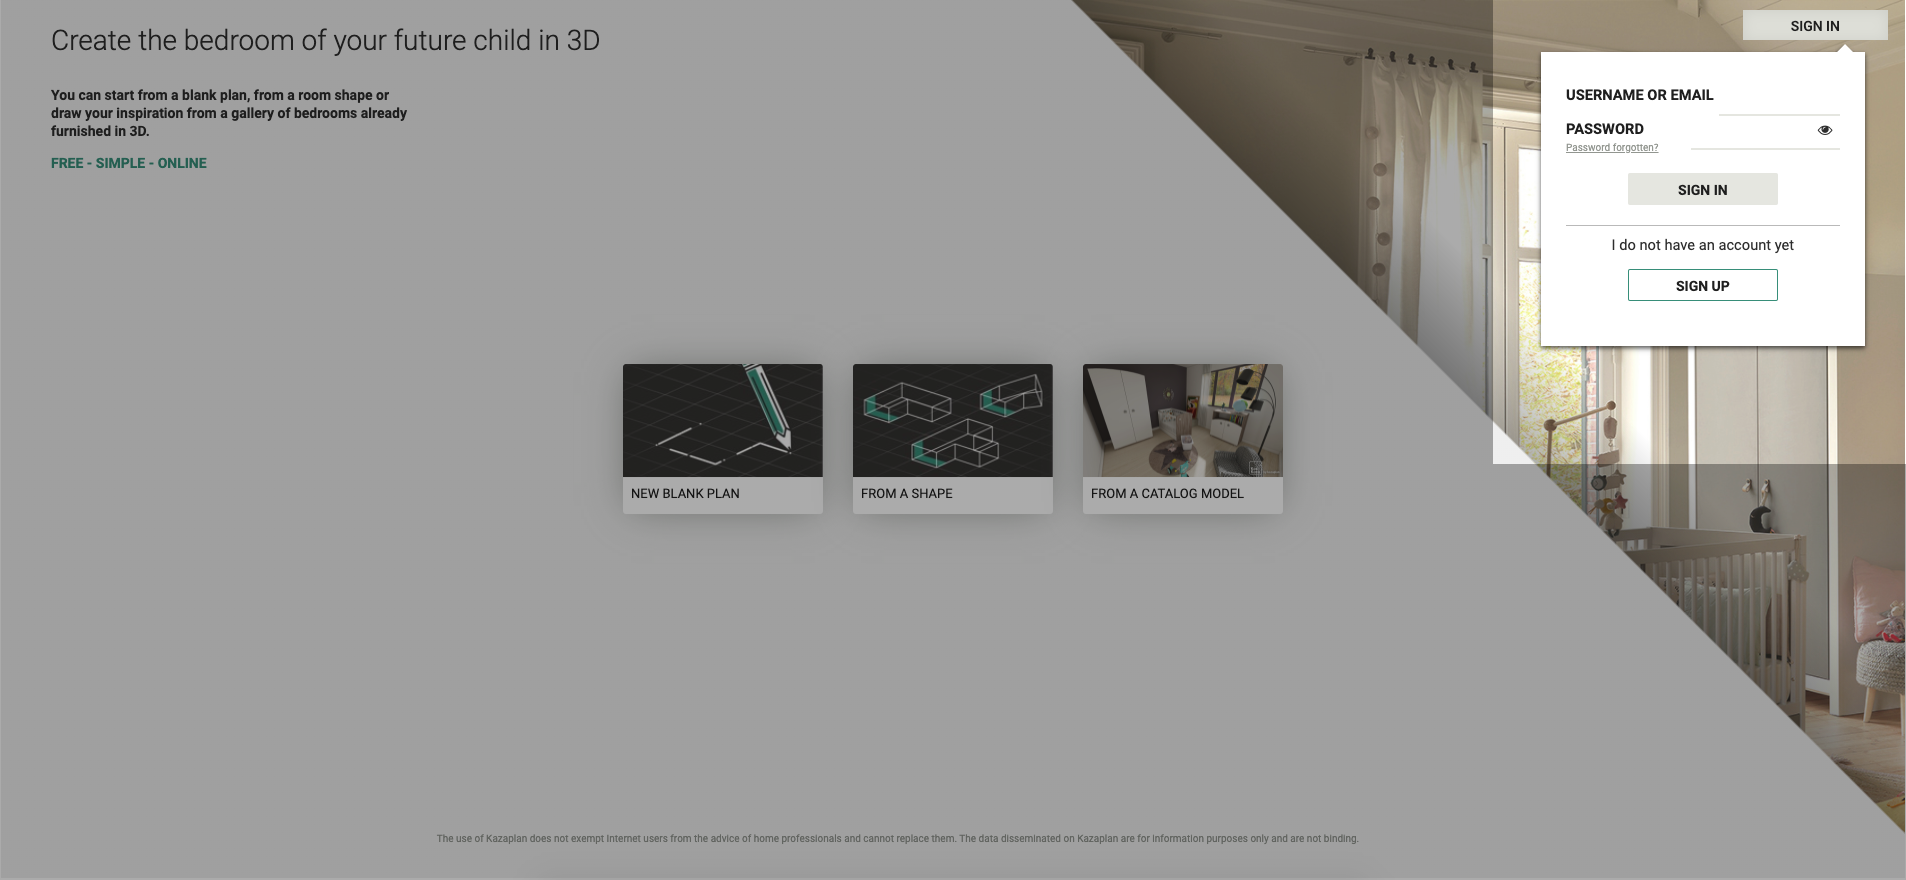 Create the bedroom of your future child in 3D
You can start from a blank plan, from a room shape or
draw your inspiration from a gallery of bedrooms already
furnished in 3D.
FREE - SIMPLE - ONLINE
SIGN IN
USERNAME OR EMAIL
PASSWORD
Password forgotten?
SIGN IN
I do not have an account yet
SIGN UP
NEW BLANK PLAN
FROM A SHAPE
FROM A CATALOG MODEL
The use of Kazaplan does not exempt Internet users from the advice of home professionals and cannot replace them. The data disseminated on Kazaplan are for information purposes only and are not binding.